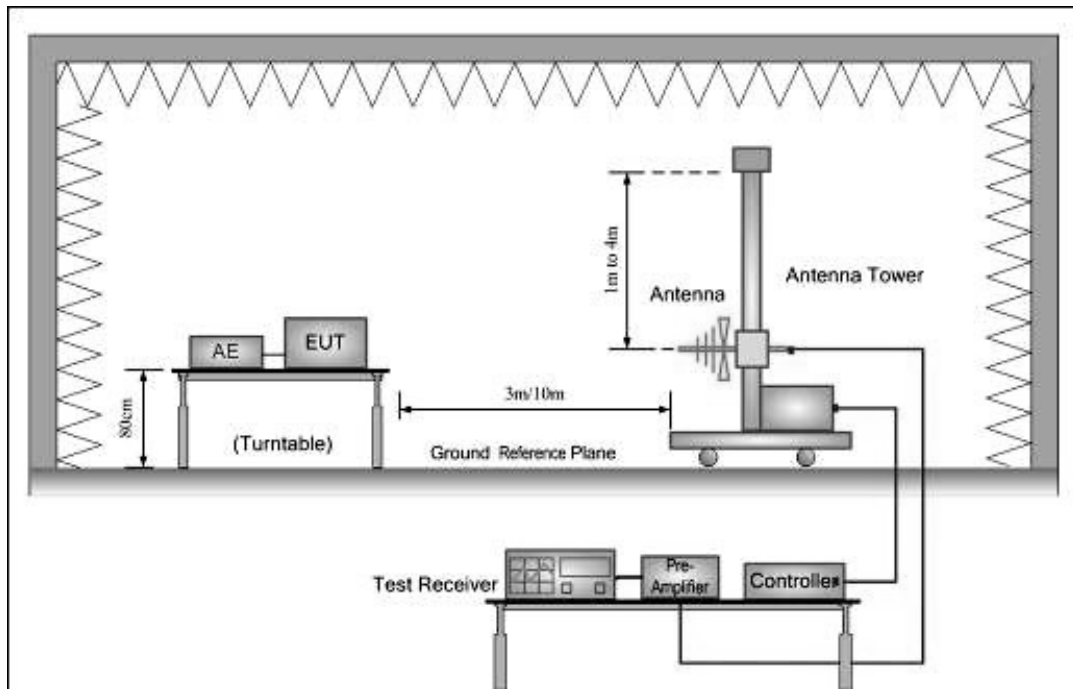 1m to 4m
Antenna Tower
Antenna
AE
EUT
80cm
3m/10m
(Turntable)
Ground Reference Plane
Test Receiver
Pre-
Amplifier
Controller